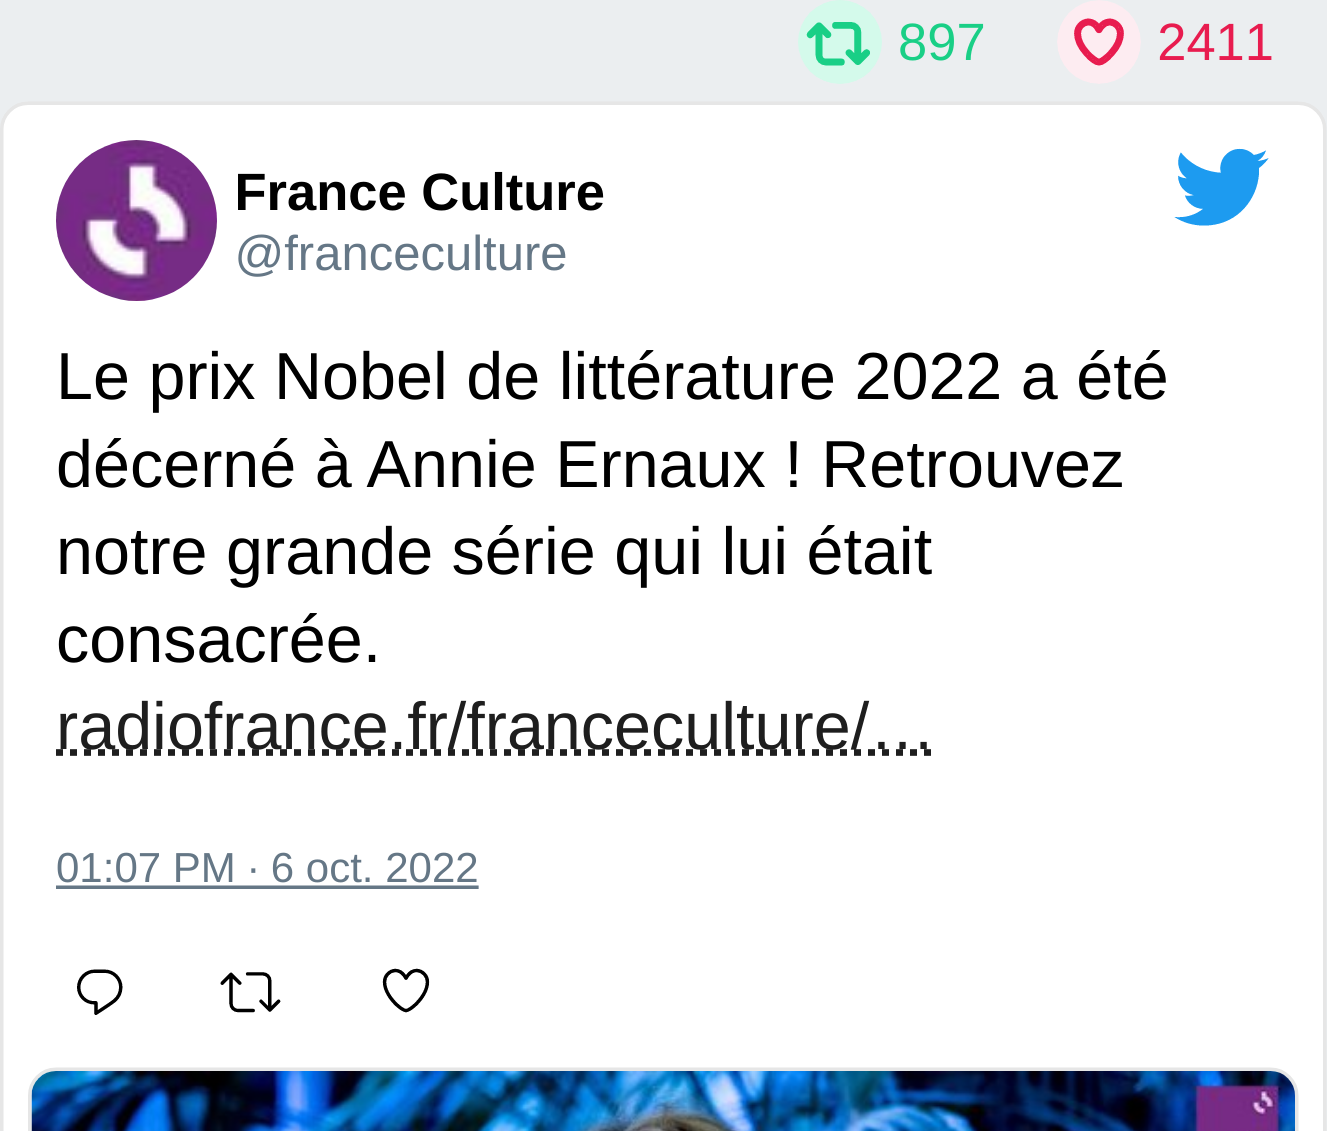 897 2411
France Culture
@franceculture
Le prix Nobel de littérature 2022 a été
décerné à Annie Ernaux ! Retrouvez
notre grande série qui lui était
consacrée.
radiofrance.fr/franceculture/…
01:07 PM · 6 oct. 2022